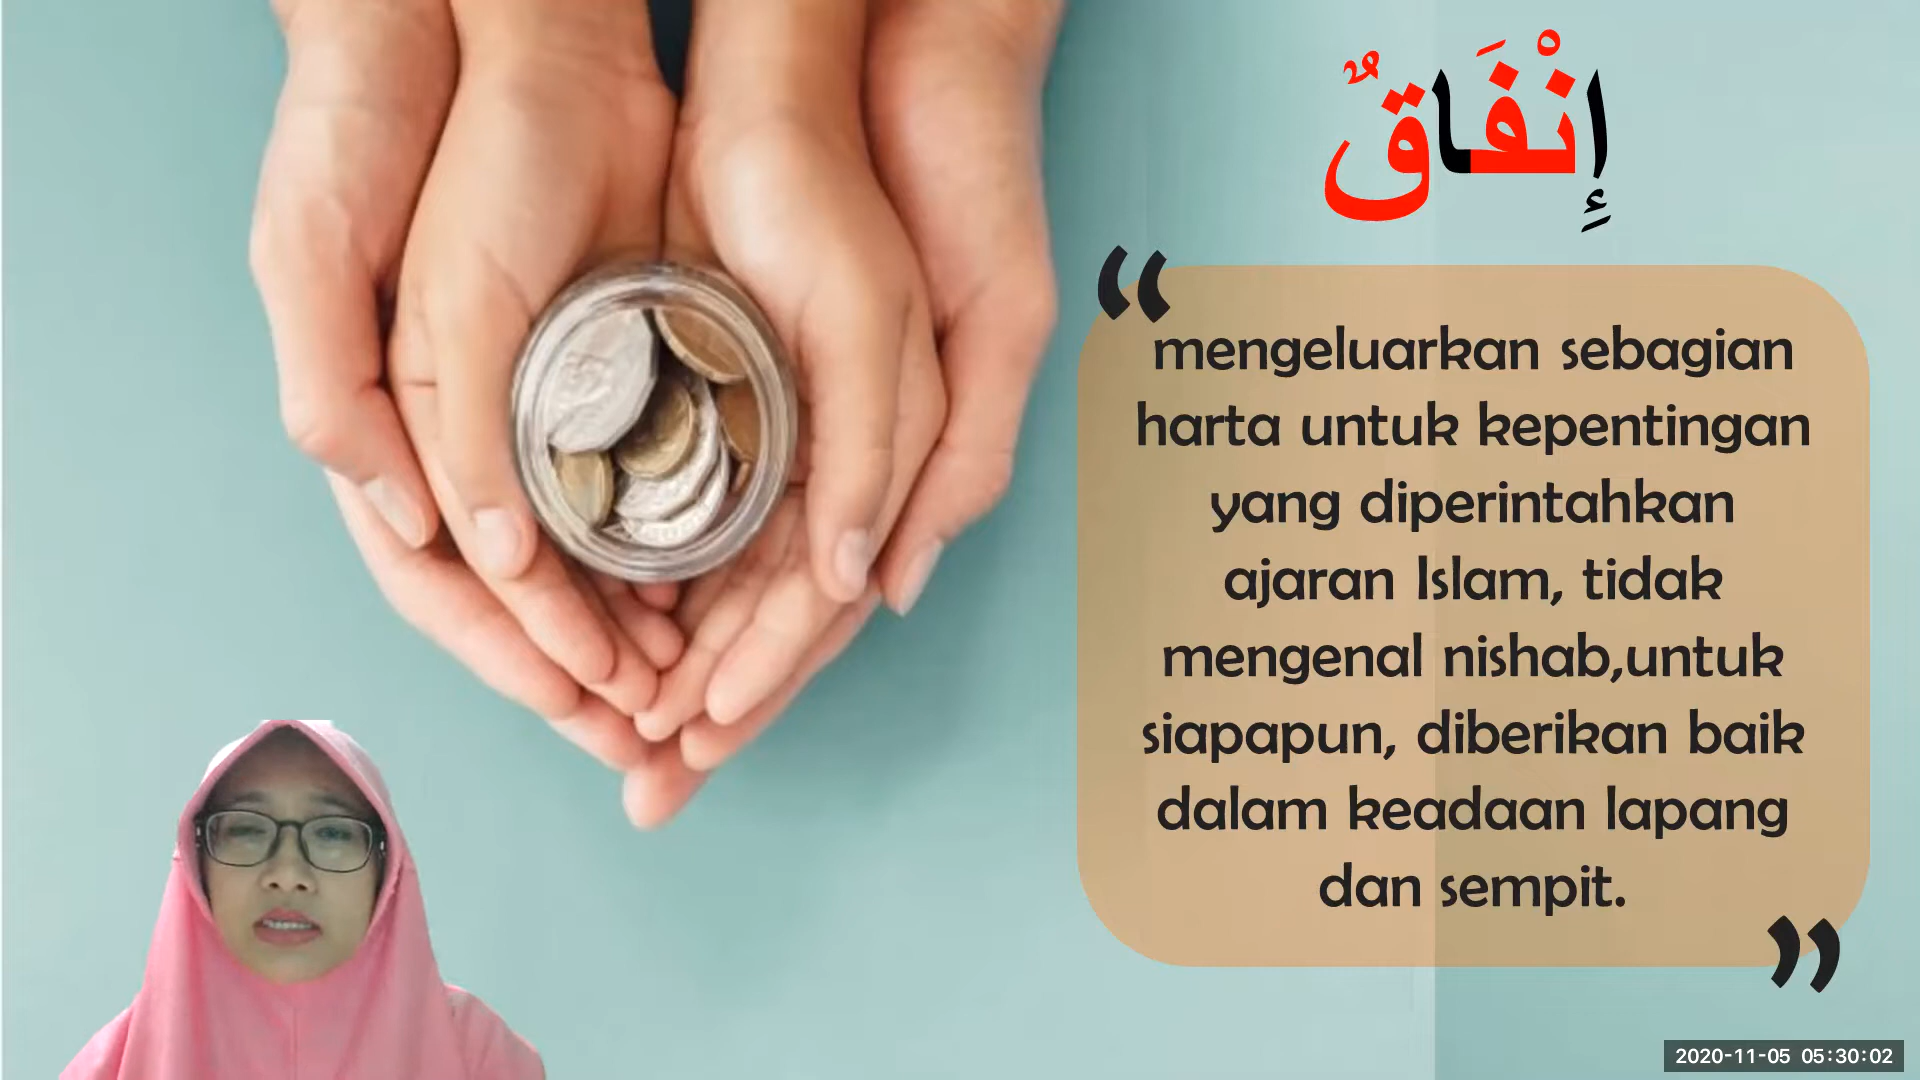 إِنْفَاقٌ
“
mengeluarkan sebagian
harta untuk kepentingan
yang diperintahkan
ajaran Islam, tidak
mengenal nishab,untuk
siapapun, diberikan baik
dalam keadaan lapang
dan sempit.
”
2020-11-05 05:30:02